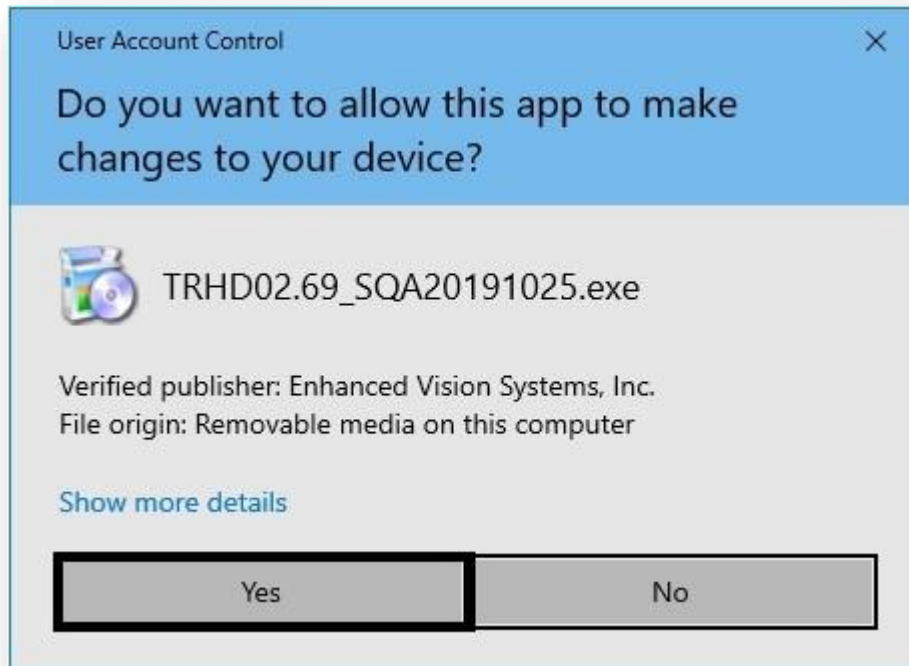 User Account Control
Do you want to allow this app to make
changes to your device?
TRHD02.69_SQA20191025.exe
Verified publisher: Enhanced Vision Systems, Inc.
File origin: Removable media on this computer
Show more details
Yes
No